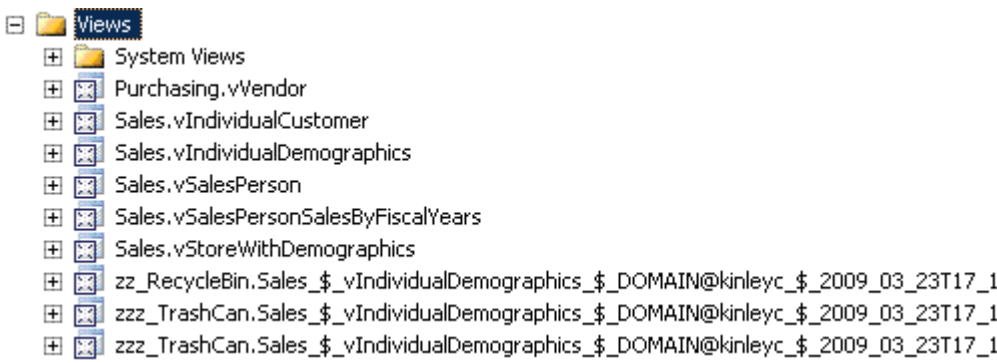 Views
System Views
Purchasing.vVendor
Sales.vIndividualCustomer
Sales.vIndividualDemographics
Sales.vSalesPerson
Sales.vSalesPersonSalesByFiscalYears
Sales.vStoreWithDemographics
zz_RecycleBin.Sales_$_vIndividualDemographics_$_DOMAIN@kinleyc_$_2009_03_23T17_1
zzz_TrashCan.Sales_$_vIndividualDemographics_$_DOMAIN@kinleyc_$_2009_03_23T17_1
zzz_TrashCan.Sales_$_vIndividualDemographics_$_DOMAIN@kinleyc_$_2009_03_23T17_1